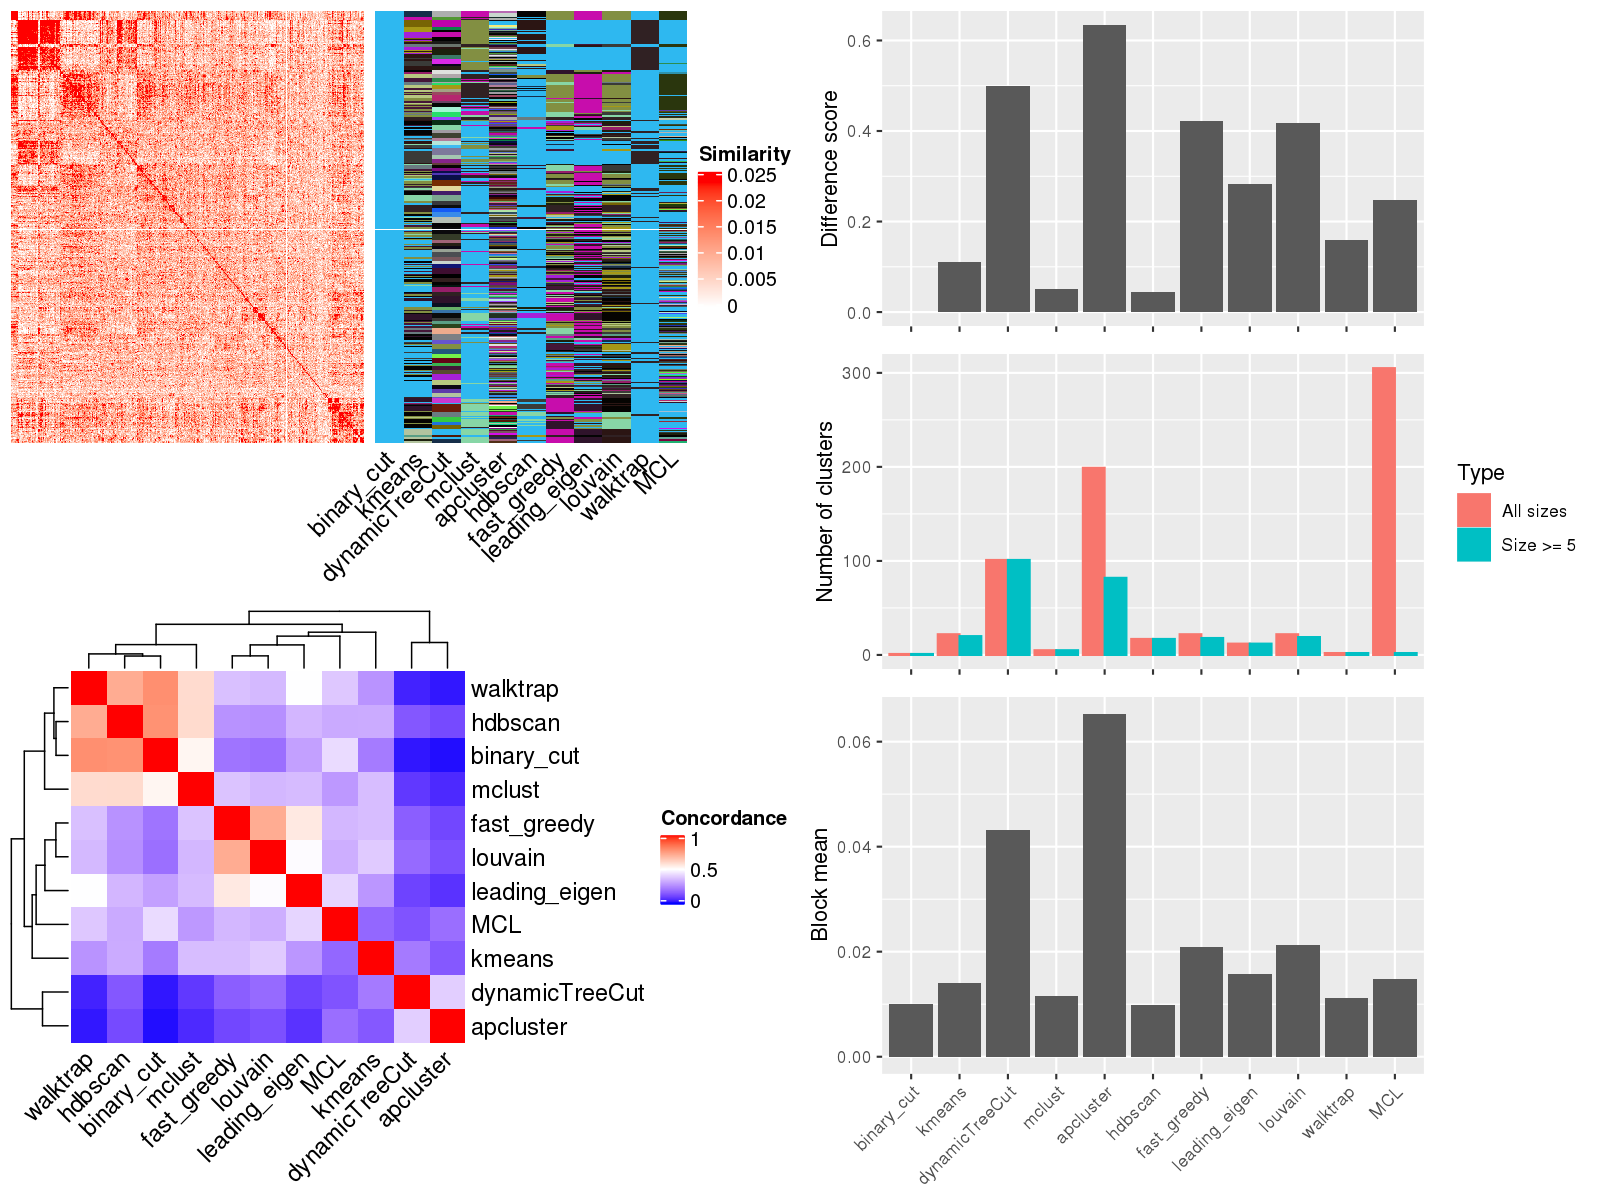 Similarity
0.025
0.02
0.015
0.01
0.005
0
binary_cut
kmeans
dynamicTreeCut
mclust
apcluster
hdbscan
fast_greedy
leading_eigen
louvain
walktrap
MCL
walktrap
hdbscan
binary_cut
mclust
fast_greedy
louvain
leading_eigen
MCL
kmeans
dynamicTreeCut
apcluster
walktrap
hdbscan
binary_cut
mclust
fast_greedy
louvain
leading_eigen
MCL
kmeans
dynamicTreeCut
apcluster
Concordance
1
0.5
0
Difference score
0.6
0.4
0.2
0.0
Number of clusters
300
200
100
0
Type
All sizes
Size >= 5
Block mean
0.06
0.04
0.02
0.00
binary_cut
kmeans
dynamicTreeCut
mclust
apcluster
hdbscan
fast_greedy
leading_eigen
louvain
walktrap
MCL